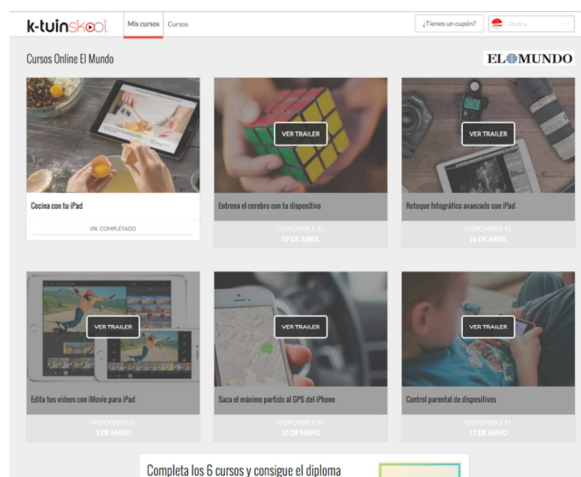 k-tuinskool
Mis cursos
Cursos
¿Tienes un cupón?
Pedro
Cursos Online El Mundo
EL MUNDO
VER TRAILER
VER TRAILER
Cocina con tu iPad
Entrena el cerebro con tu dispositivo
Retoque fotográfico avanzado con iPad
0% COMPLETADO
DISPONIBLE EL
19 DE ABRIL
DISPONIBLE EL
26 DE ABRIL
VER TRAILER
VER TRAILER
VER TRAILER
Edita tus vídeos con iMovie para iPad
Saca el máximo partido al GPS del iPhone
Control parental de dispositivos
DISPONIBLE EL
3 DE MAYO
DISPONIBLE EL
10 DE MAYO
DISPONIBLE EL
17 DE MAYO
Completa los 6 cursos y consigue el diploma